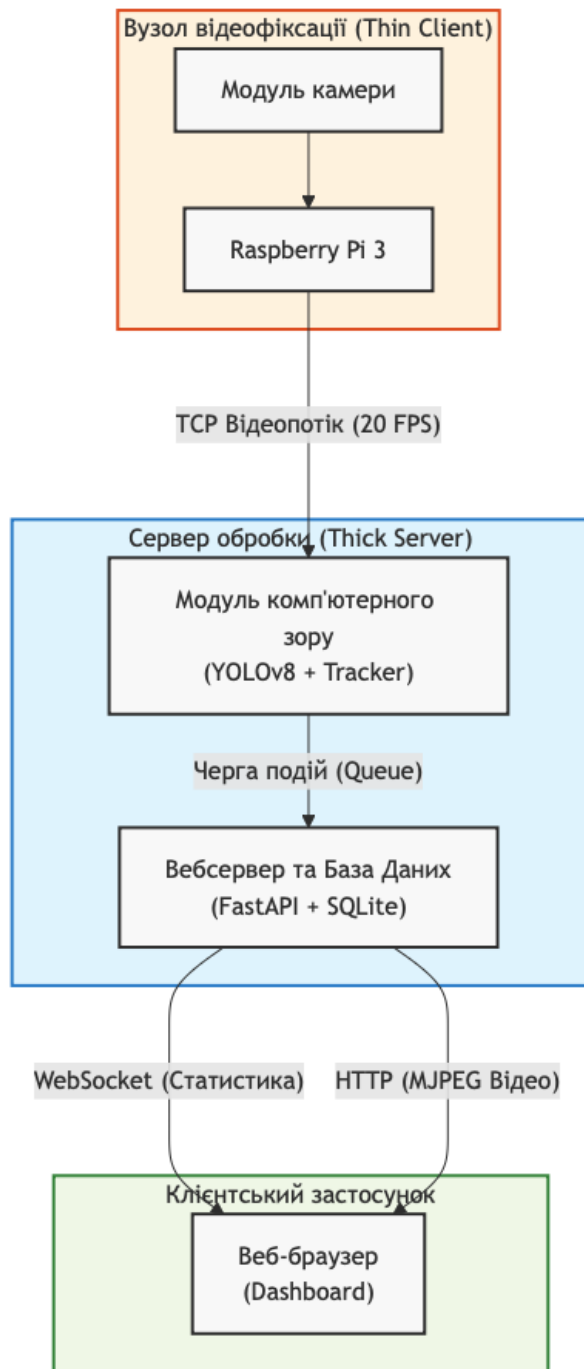 Вузол відеофіксації (Thin Client)
Модуль камери
Raspberry Pi 3
TCP Відеопотік (20 FPS)
Сервер обробки (Thick Server)
Модуль комп'ютерного
зору
(YOLOv8 + Tracker)
Черга подій (Queue)
Вебсервер та База Даних
(FastAPI + SQLite)
WebSocket (Статистика)
HTTP (MJPEG Відео)
Клієнтський застосунок
Веб-браузер
(Dashboard)